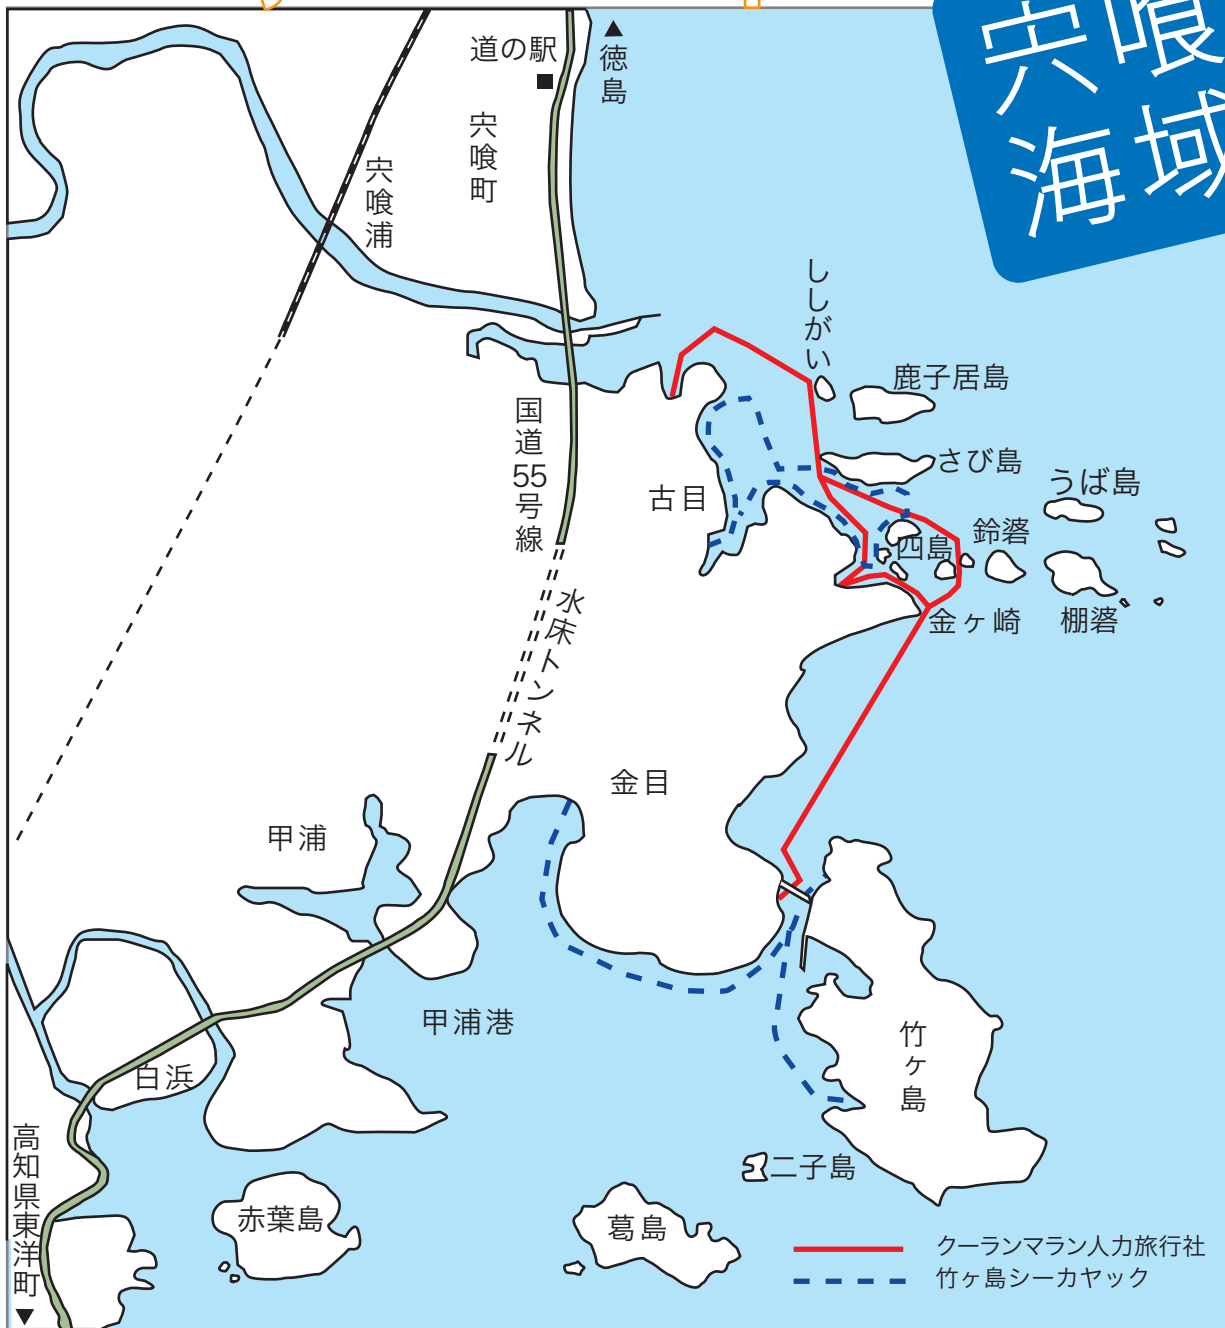 宍喰
海域
道の駅
▲徳島
宍喰町
宍喰浦
ししがい
鹿子居島
国道55号線
さび島
うば島
古目
鈴碆
四島
金ヶ崎
棚碆
水床トンネル
金目
甲浦
甲浦港
竹ヶ島
白浜
高知県東洋町▼
二子島
赤葉島
葛島
クーランマラン人力旅行社
竹ヶ島シーカヤック